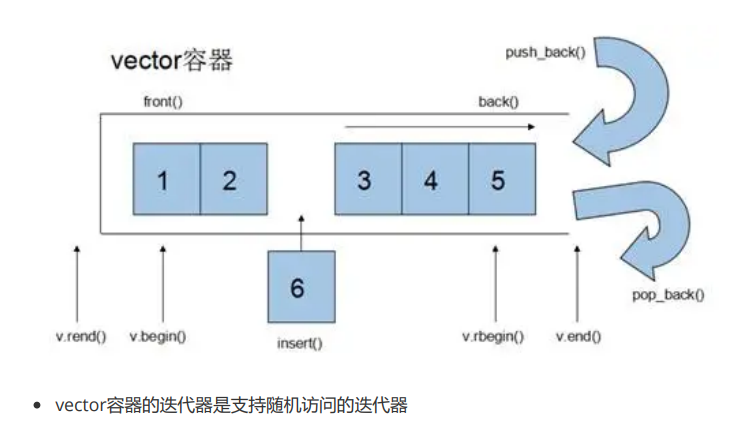 push_back()
vector容器
front()
back()
1 2 3 4 5
6
pop_back()
v.rend() v.begin() insert() v.rbegin() v.end()
• vector容器的迭代器是支持随机访问的迭代器